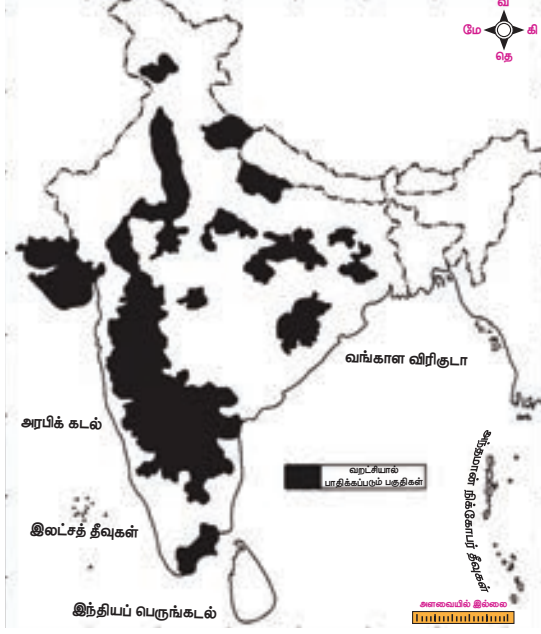 வ
மே
கி
தெ
வங்காள விரிகுடா
அரபிக் கடல்
வறட்சியால்
பாதிக்கப்படும் பகுதிகள்
அந்தமான் நிக்கோபர் தீவுகள்
இலட்சத் தீவுகள்
இந்தியப் பெருங்கடல்
அளவையில் இல்லை